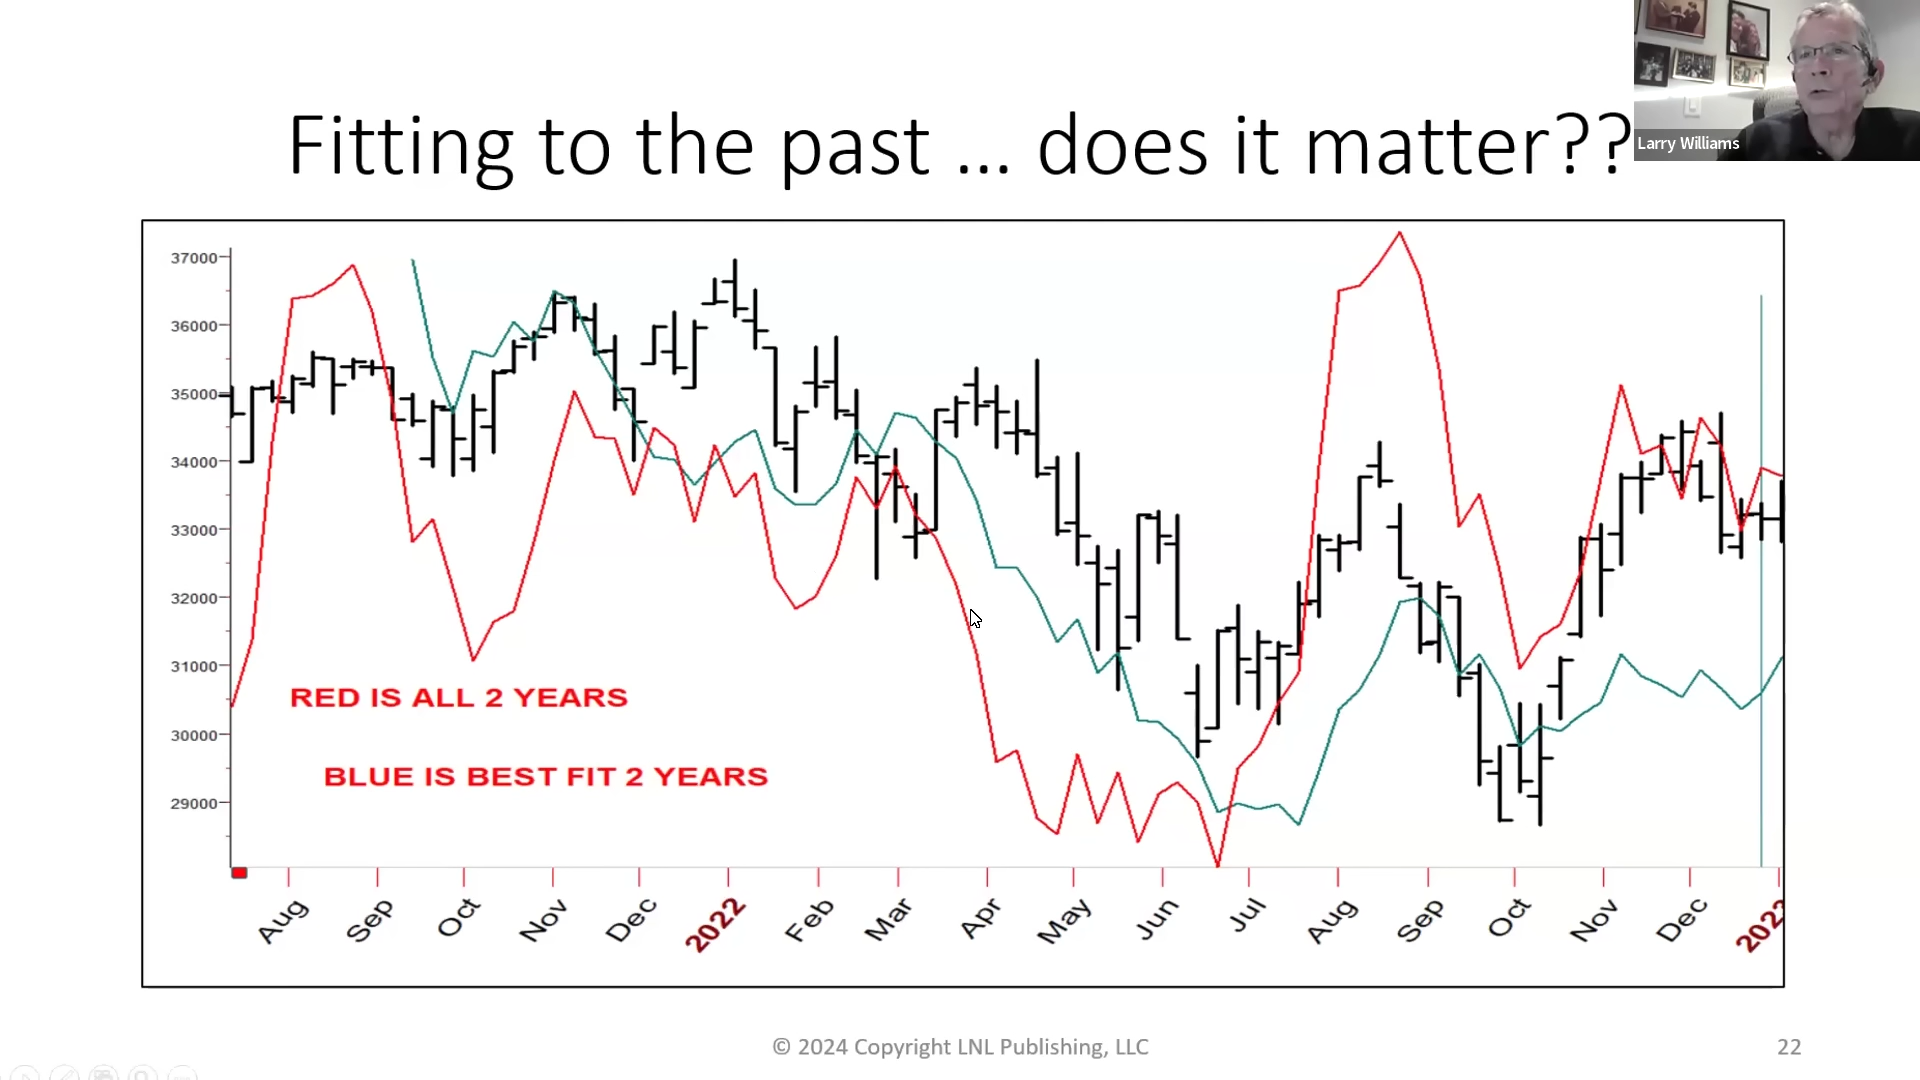 Larry Williams
Fitting to the past … does it matter??
37000
36000
35000
34000
33000
32000
31000
30000
29000
RED IS ALL 2 YEARS
BLUE IS BEST FIT 2 YEARS
Aug Sep Oct Nov Dec 2022 Feb Mar Apr May Jun Jul Aug Sep Oct Nov Dec 2023
© 2024 Copyright LNL Publishing, LLC 22